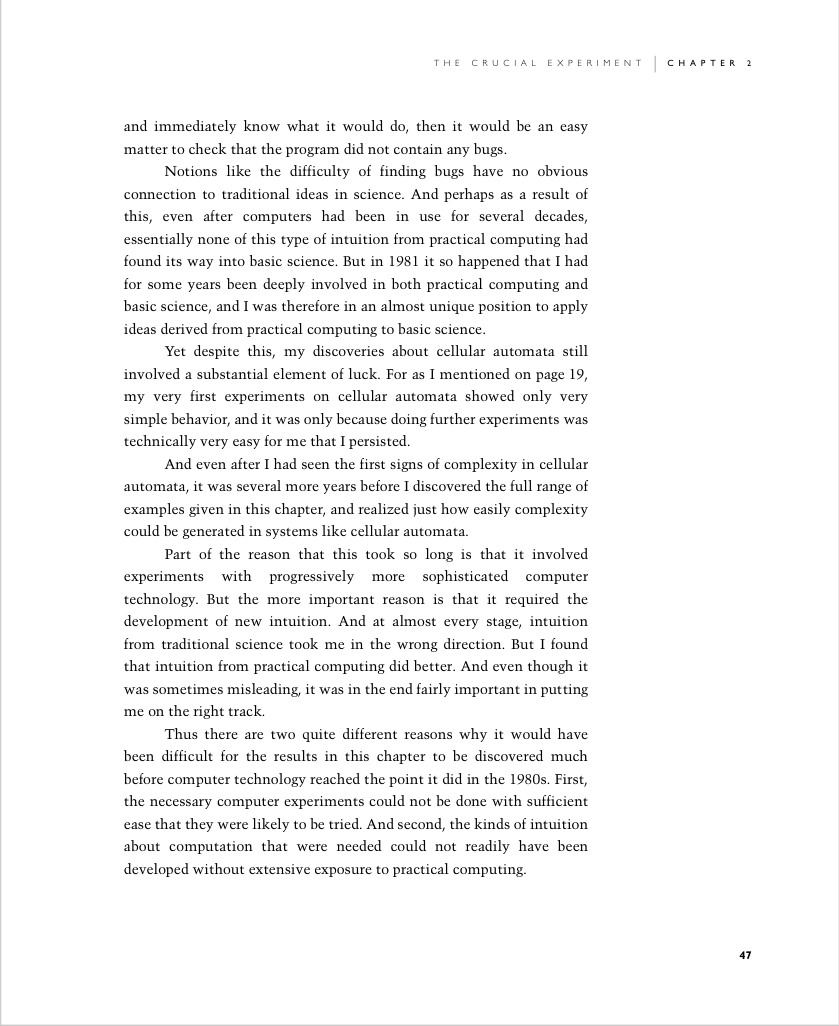 THE CRUCIAL EXPERIMENT | CHAPTER 2
and immediately know what it would do, then it would be an easy
matter to check that the program did not contain any bugs.
Notions like the difficulty of finding bugs have no obvious
connection to traditional ideas in science. And perhaps as a result of
this, even after computers had been in use for several decades,
essentially none of this type of intuition from practical computing had
found its way into basic science. But in 1981 it so happened that I had
for some years been deeply involved in both practical computing and
basic science, and I was therefore in an almost unique position to apply
ideas derived from practical computing to basic science.
Yet despite this, my discoveries about cellular automata still
involved a substantial element of luck. For as I mentioned on page 19,
my very first experiments on cellular automata showed only very
simple behavior, and it was only because doing further experiments was
technically very easy for me that I persisted.
And even after I had seen the first signs of complexity in cellular
automata, it was several more years before I discovered the full range of
examples given in this chapter, and realized just how easily complexity
could be generated in systems like cellular automata.
Part of the reason that this took so long is that it involved
experiments with progressively more sophisticated computer
technology. But the more important reason is that it required the
development of new intuition. And at almost every stage, intuition
from traditional science took me in the wrong direction. But I found
that intuition from practical computing did better. And even though it
was sometimes misleading, it was in the end fairly important in putting
me on the right track.
Thus there are two quite different reasons why it would have
been difficult for the results in this chapter to be discovered much
before computer technology reached the point it did in the 1980s. First,
the necessary computer experiments could not be done with sufficient
ease that they were likely to be tried. And second, the kinds of intuition
about computation that were needed could not readily have been
developed without extensive exposure to practical computing.
47